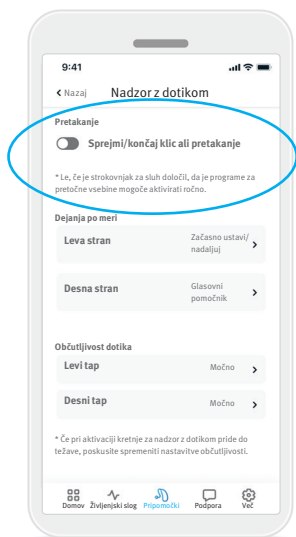 9:41
Nazaj Nadzor z dotikom
Pretakanje
Sprejmi/končaj klic ali pretakanje
* Le, če je strokovnjak za sluh določil, da je programe za
pretočne vsebine mogoče aktivirati ročno.
Dejanja po meri
Leva stran Začasno ustavi/
nadaljuj
Desna stran Glasovni
pomočnik
Občutljivost dotika
Levi tap Močno
Desni tap Močno
* Če pri aktivaciji kretnje za nadzor z dotikom pride do
težave, poskusite spremeniti nastavitve občutljivosti.
Domov Življenjski slog Pripomočki Podpora Več